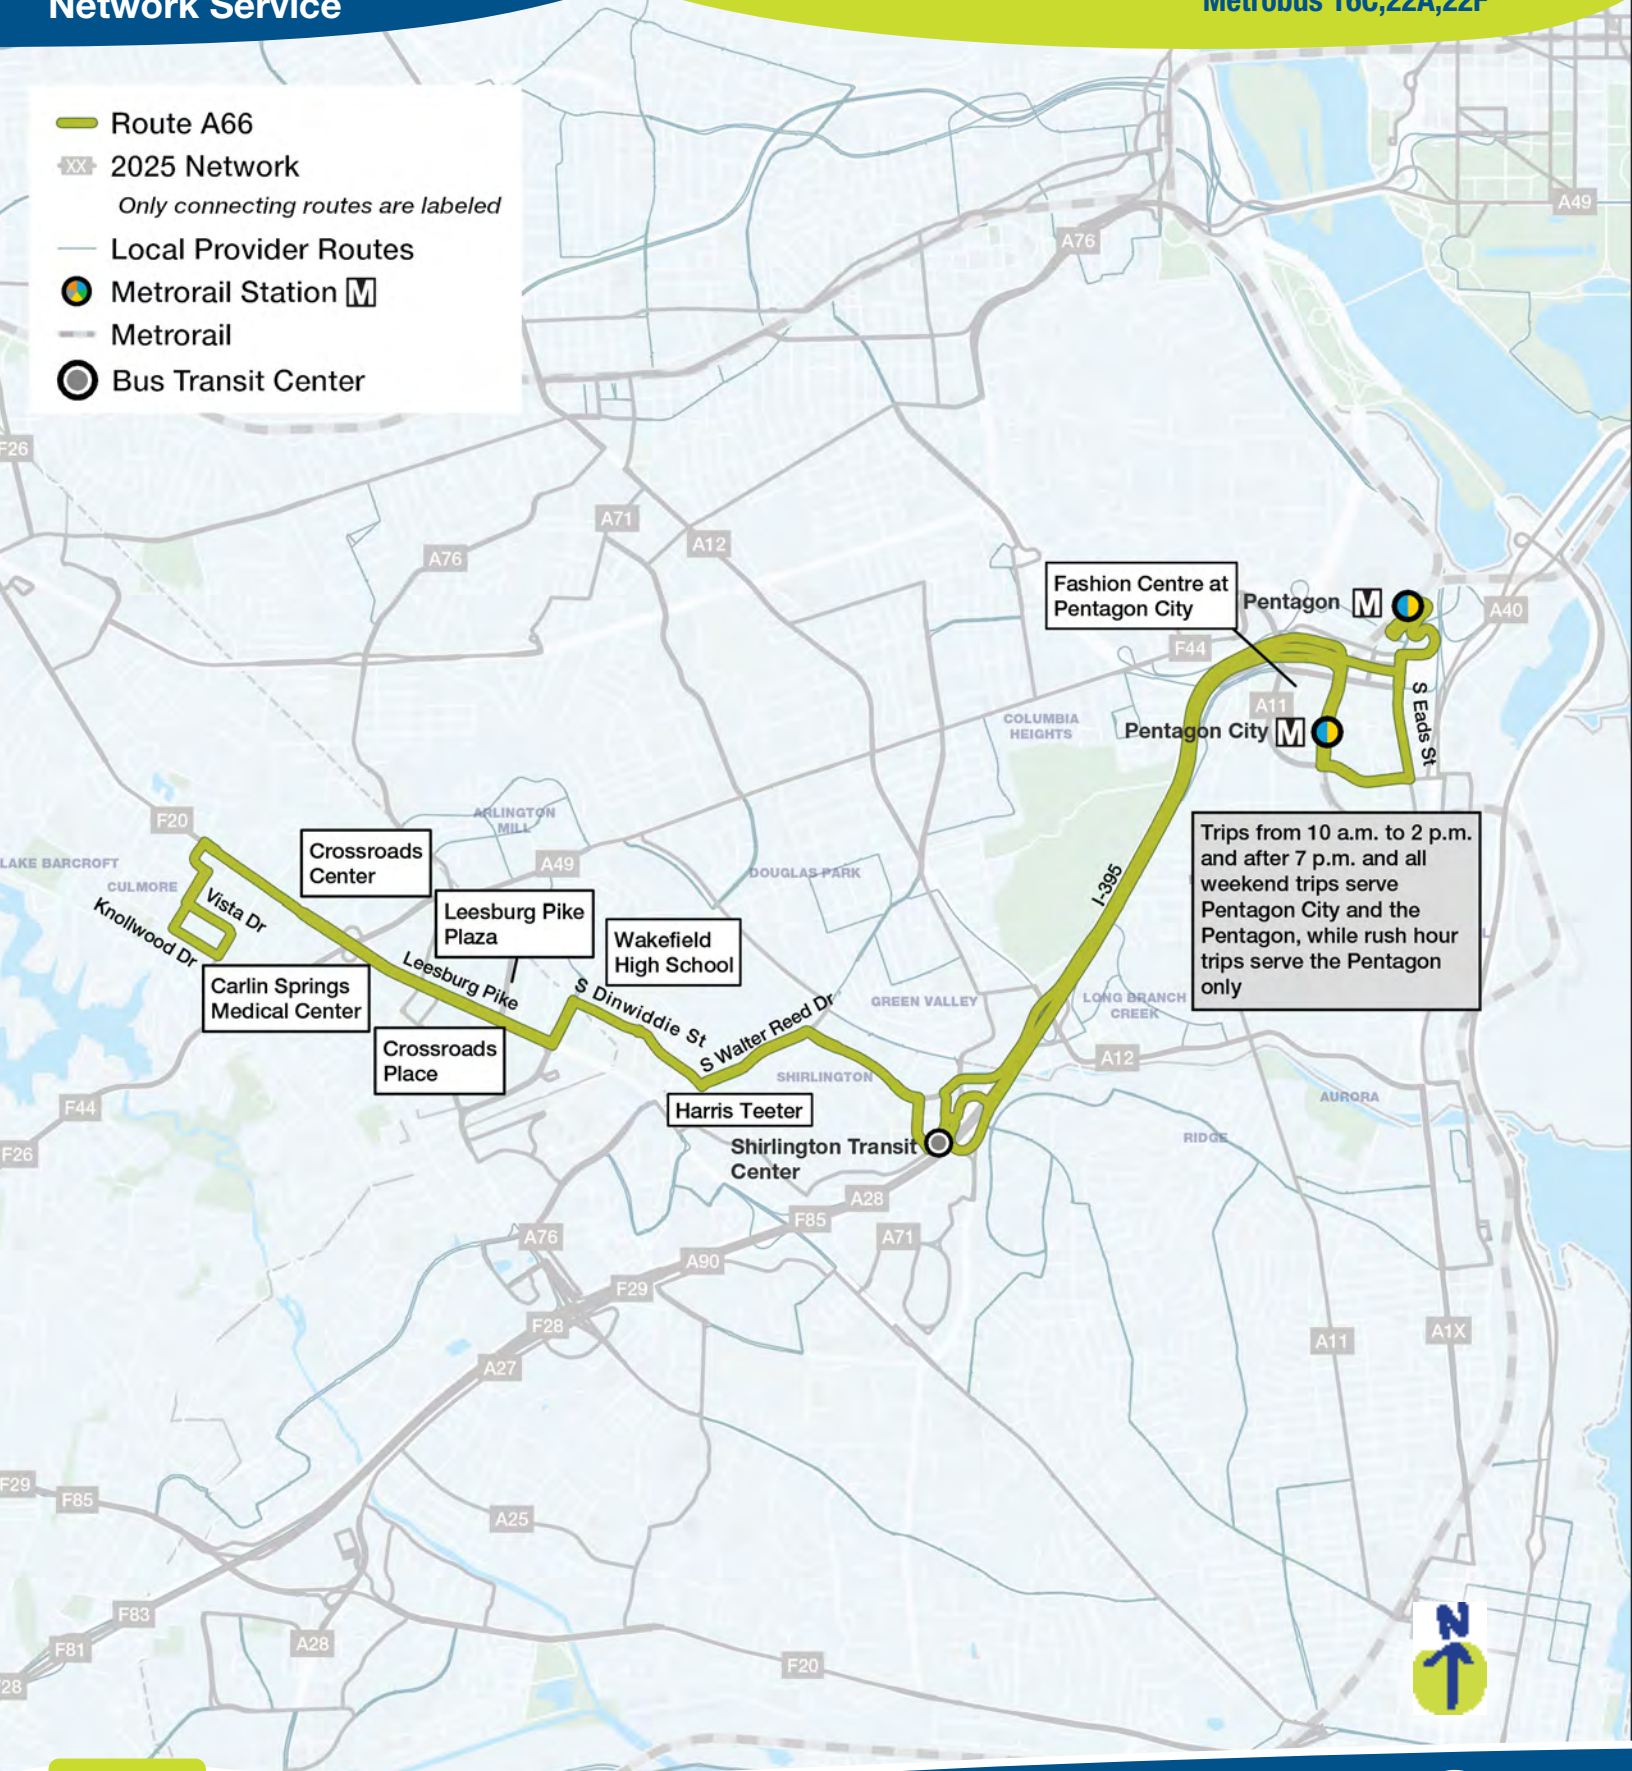 Network Service
Metrobus 16C,22A,22F
Route A66
XX
2025 Network
Only connecting routes are labeled
Local Provider Routes
Metrorail Station M
Metrorail
Bus Transit Center
A49
A76
F26
A71
A12
A76
Fashion Centre at
Pentagon City
Pentagon M
A40
F44
S Eads St
A11
COLUMBIA
HEIGHTS
Pentagon City M
F20
ARLINGTON
MILL
LAKE BARCROFT
CULMORE
Crossroads
Center
A49
DOUGLAS PARK
Trips from 10 a.m. to 2 p.m.
and after 7 p.m. and all
weekend trips serve
Pentagon City and the
Pentagon, while rush hour
trips serve the Pentagon
only
I-395
Vista Dr
Knollwood Dr
Leesburg Pike
Plaza
Wakefield
High School
Carlin Springs
Medical Center
Leesburg Pike
S Dinwiddie St
S Walter Reed Dr
GREEN VALLEY
LONG BRANCH
CREEK
Crossroads
Place
A12
SHIRLINGTON
F44
Harris Teeter
AURORA
RIDGE
F26
Shirlington Transit
Center
A28
F85
A71
A76
A90
F29
F28
A11
A1X
A27
F29
F85
A25
F83
F81
A28
28
F20
N